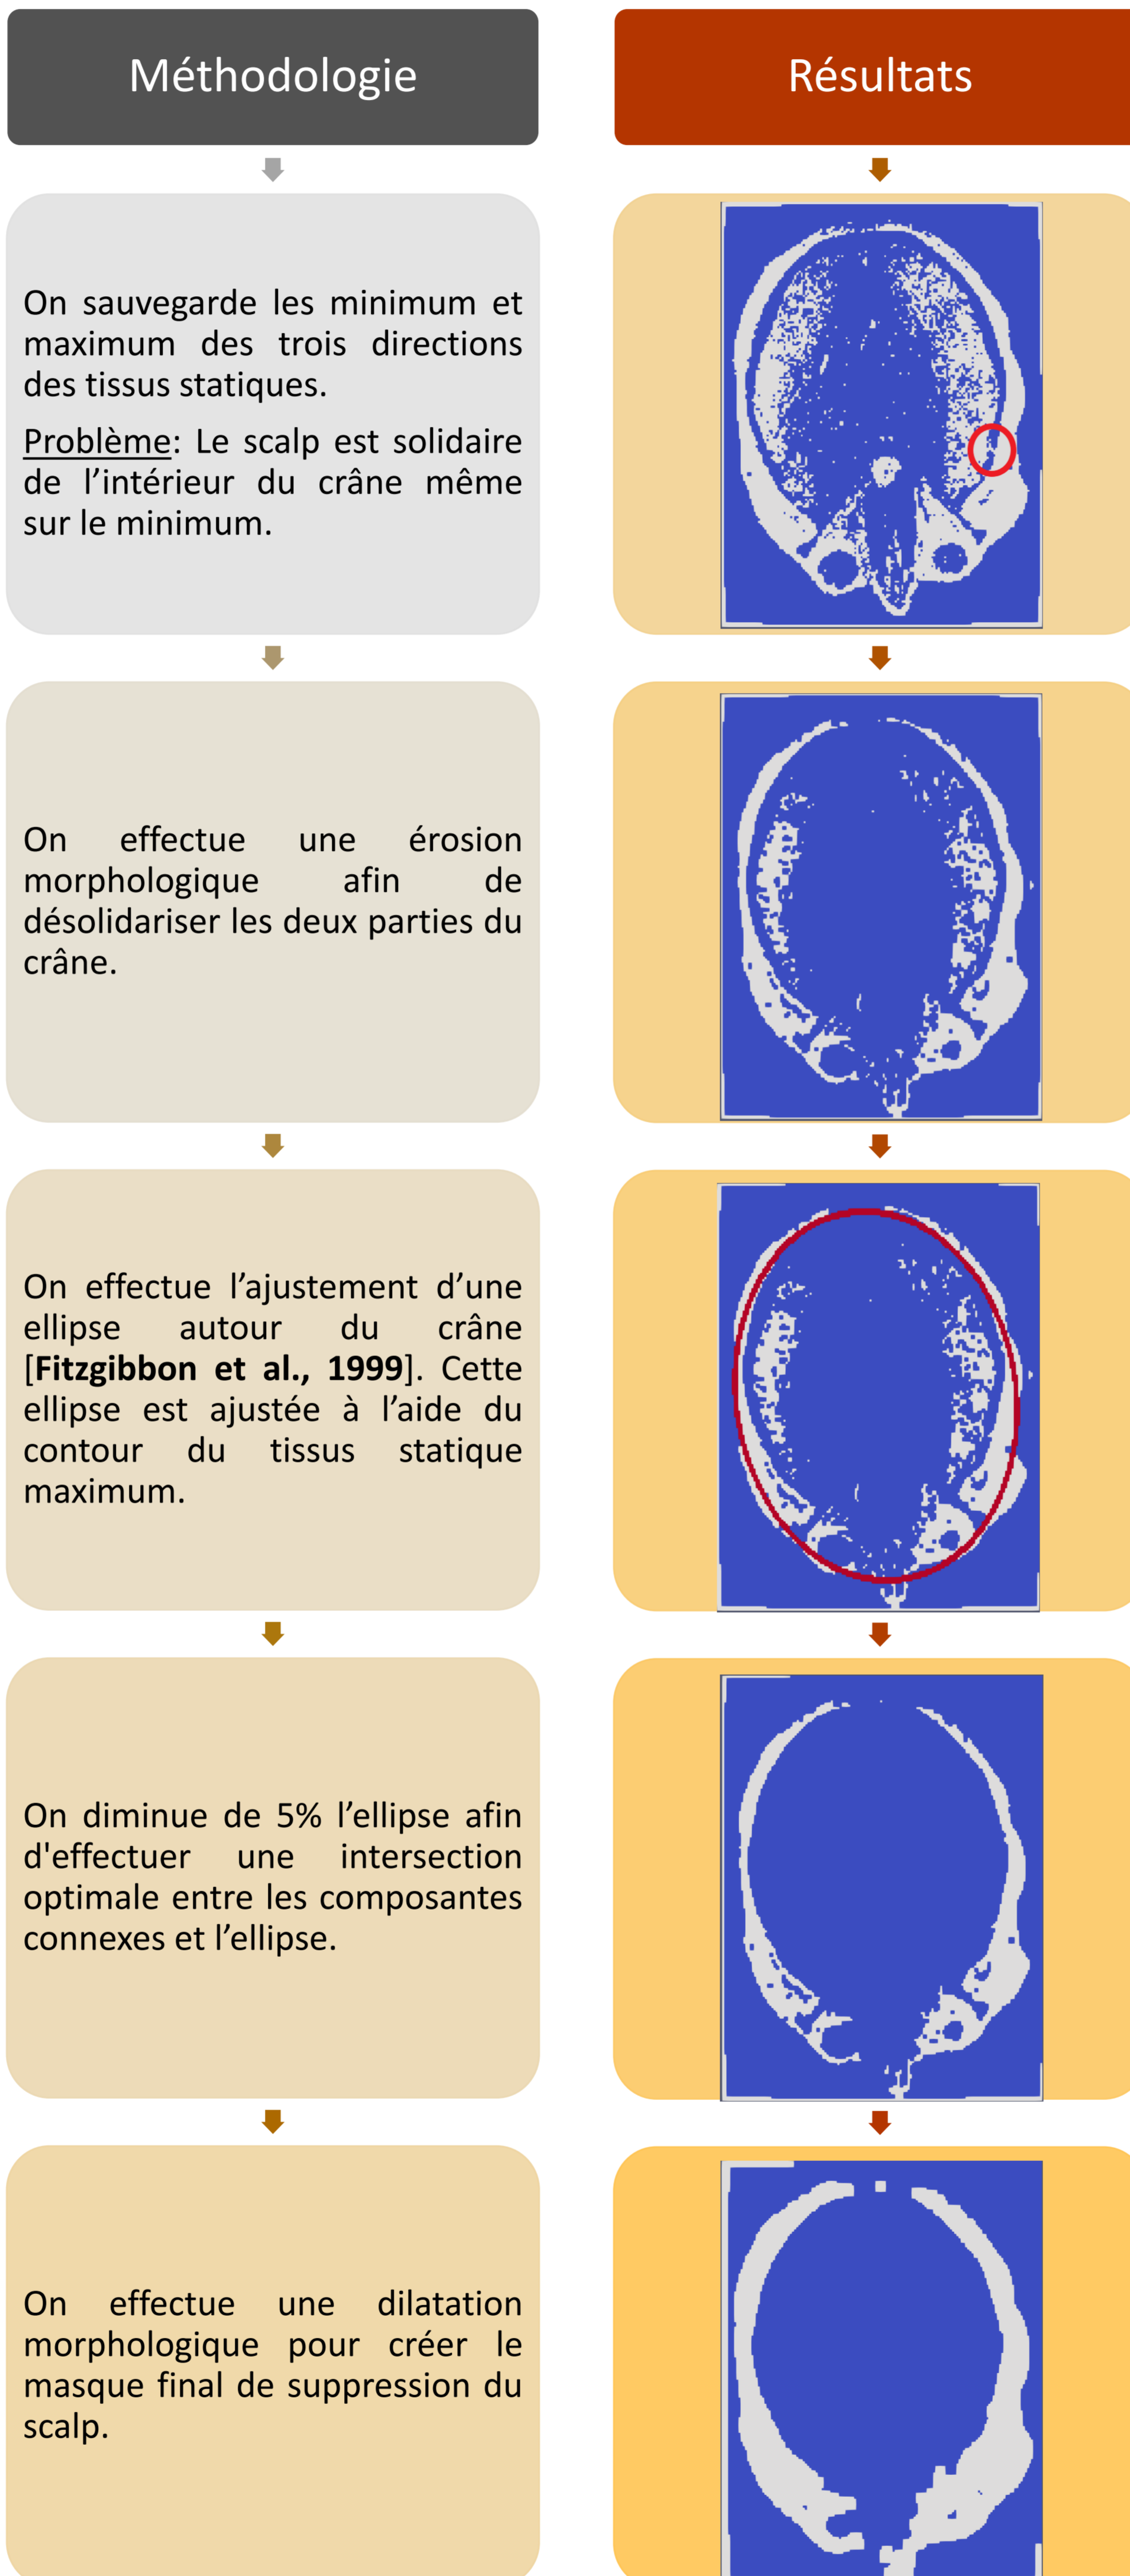 Méthodologie
Résultats
On sauvegarde les minimum et
maximum des trois directions
des tissus statiques.
Problème: Le scalp est solidaire
de l'intérieur du crâne même
sur le minimum.
On effectue une érosion
morphologique afin de
désolidariser les deux parties du
crâne.
On effectue l'ajustement d'une
ellipse autour du crâne
[Fitzgibbon et al., 1999]. Cette
ellipse est ajustée à l'aide du
contour du tissus statique
maximum.
On diminue de 5% l'ellipse afin
d'effectuer une intersection
optimale entre les composantes
connexes et l'ellipse.
On effectue une dilatation
morphologique pour créer le
masque final de suppression du
scalp.